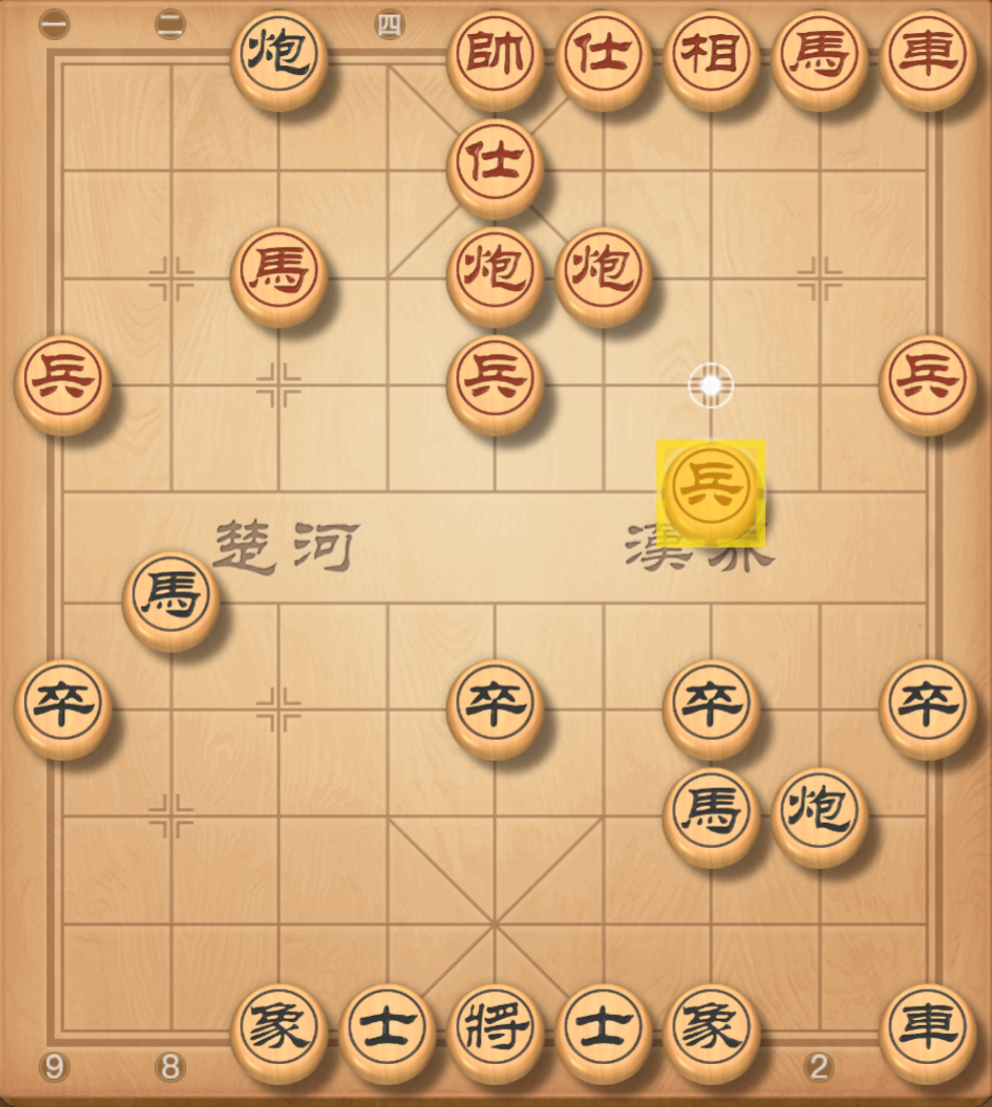 一 二 炮 四 帥 仕 相 馬 車
仕
馬 炮 炮
兵 兵 兵
兵
楚河 漢界
馬
卒 卒 卒 卒
馬 炮
象 士 將 士 象 車
9 8 2